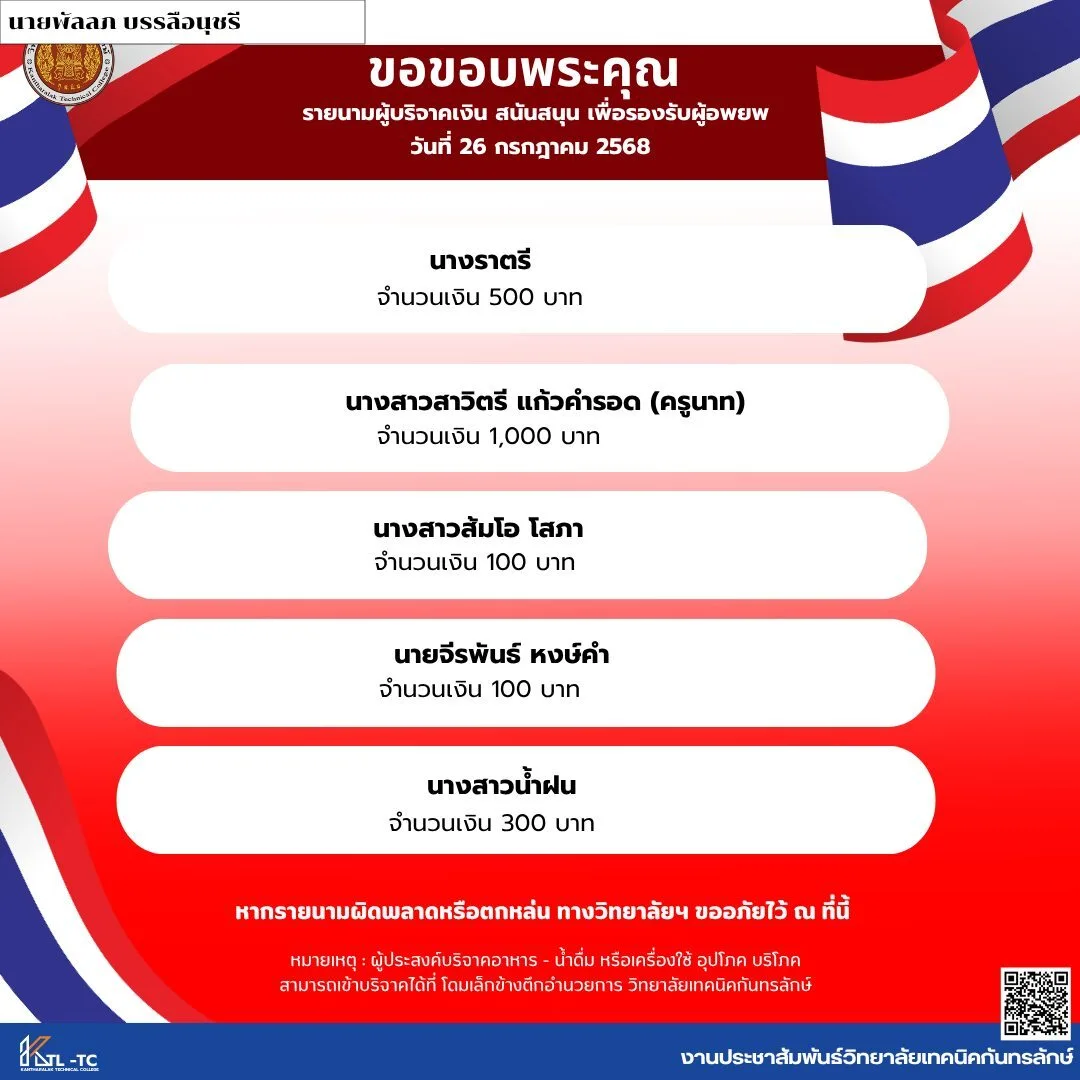 นายพัลลภ บรรลือนุชรี
Kantharalak Technical College
ขอขอบพระคุณ
รายนามผู้บริจาคเงิน สนันสนุน เพื่อรองรับผู้อพยพ
วันที่ 26 กรกฎาคม 2568
นางราตรี
จำนวนเงิน 500 บาท
นางสาวสาวิตรี แก้วคำรอด (ครูนาท)
จำนวนเงิน 1,000 บาท
นางสาวส้มโอ โสภา
จำนวนเงิน 100 บาท
นายจีรพันธ์ หงษ์คำ
จำนวนเงิน 100 บาท
นางสาวน้ำฝน
จำนวนเงิน 300 บาท
หากรายนามผิดพลาดหรือตกหล่น ทางวิทยาลัยฯ ขออภัยไว้ ณ ที่นี้
หมายเหตุ : ผู้ประสงค์บริจาคอาหาร - น้ำดื่ม หรือเครื่องใช้ อุปโภค บริโภค
สามารถเข้าบริจาคได้ที่ โดมเล็กข้างตึกอำนวยการ วิทยาลัยเทคนิคกันทรลักษ์
KTL -TC
KANTHARALAK TECHNICAL COLLEGE
งานประชาสัมพันธ์วิทยาลัยเทคนิคกันทรลักษ์